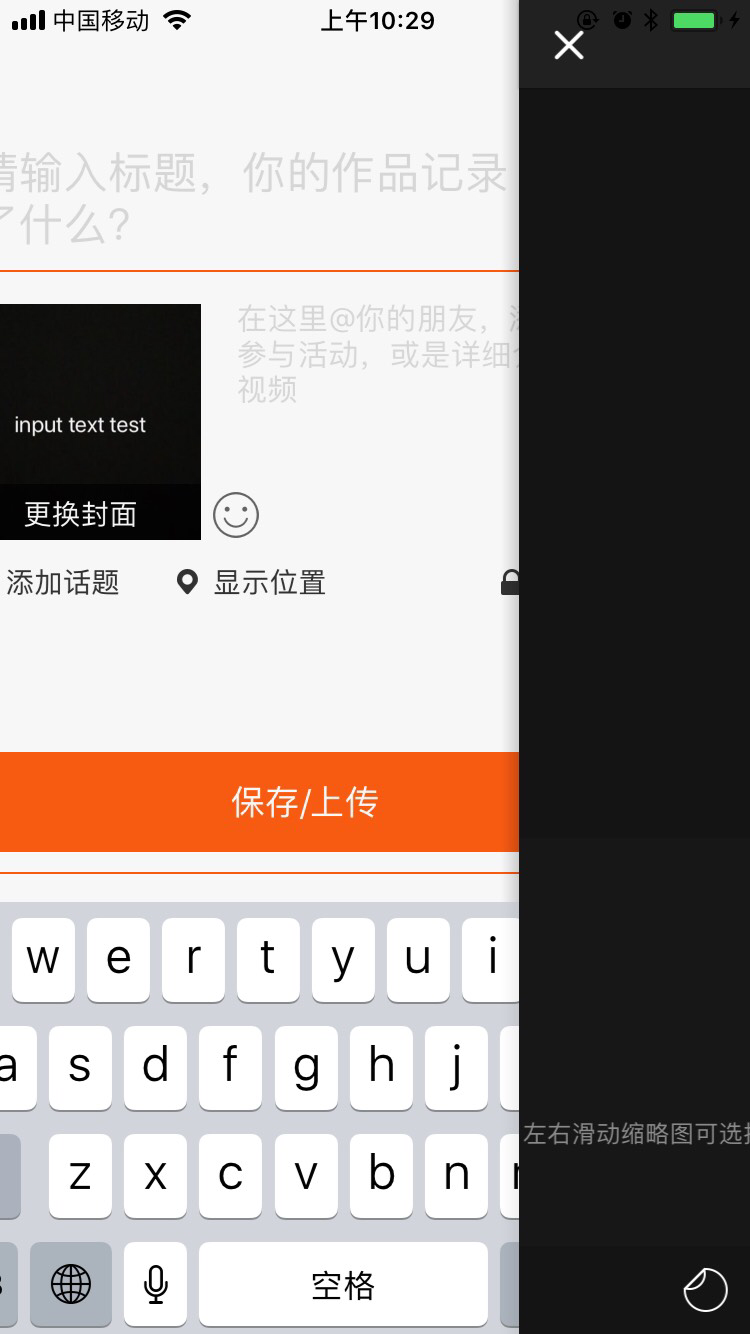 中国移动 上午10:29
请输入标题，你的作品记录
了什么?
在这里@你的朋友，
参与活动，或是详细
视频
input text test
更换封面
添加话题 显示位置
保存/上传
w e r t y u i
a s d f g h j
z x c v b n
空格
左右滑动缩略图可选